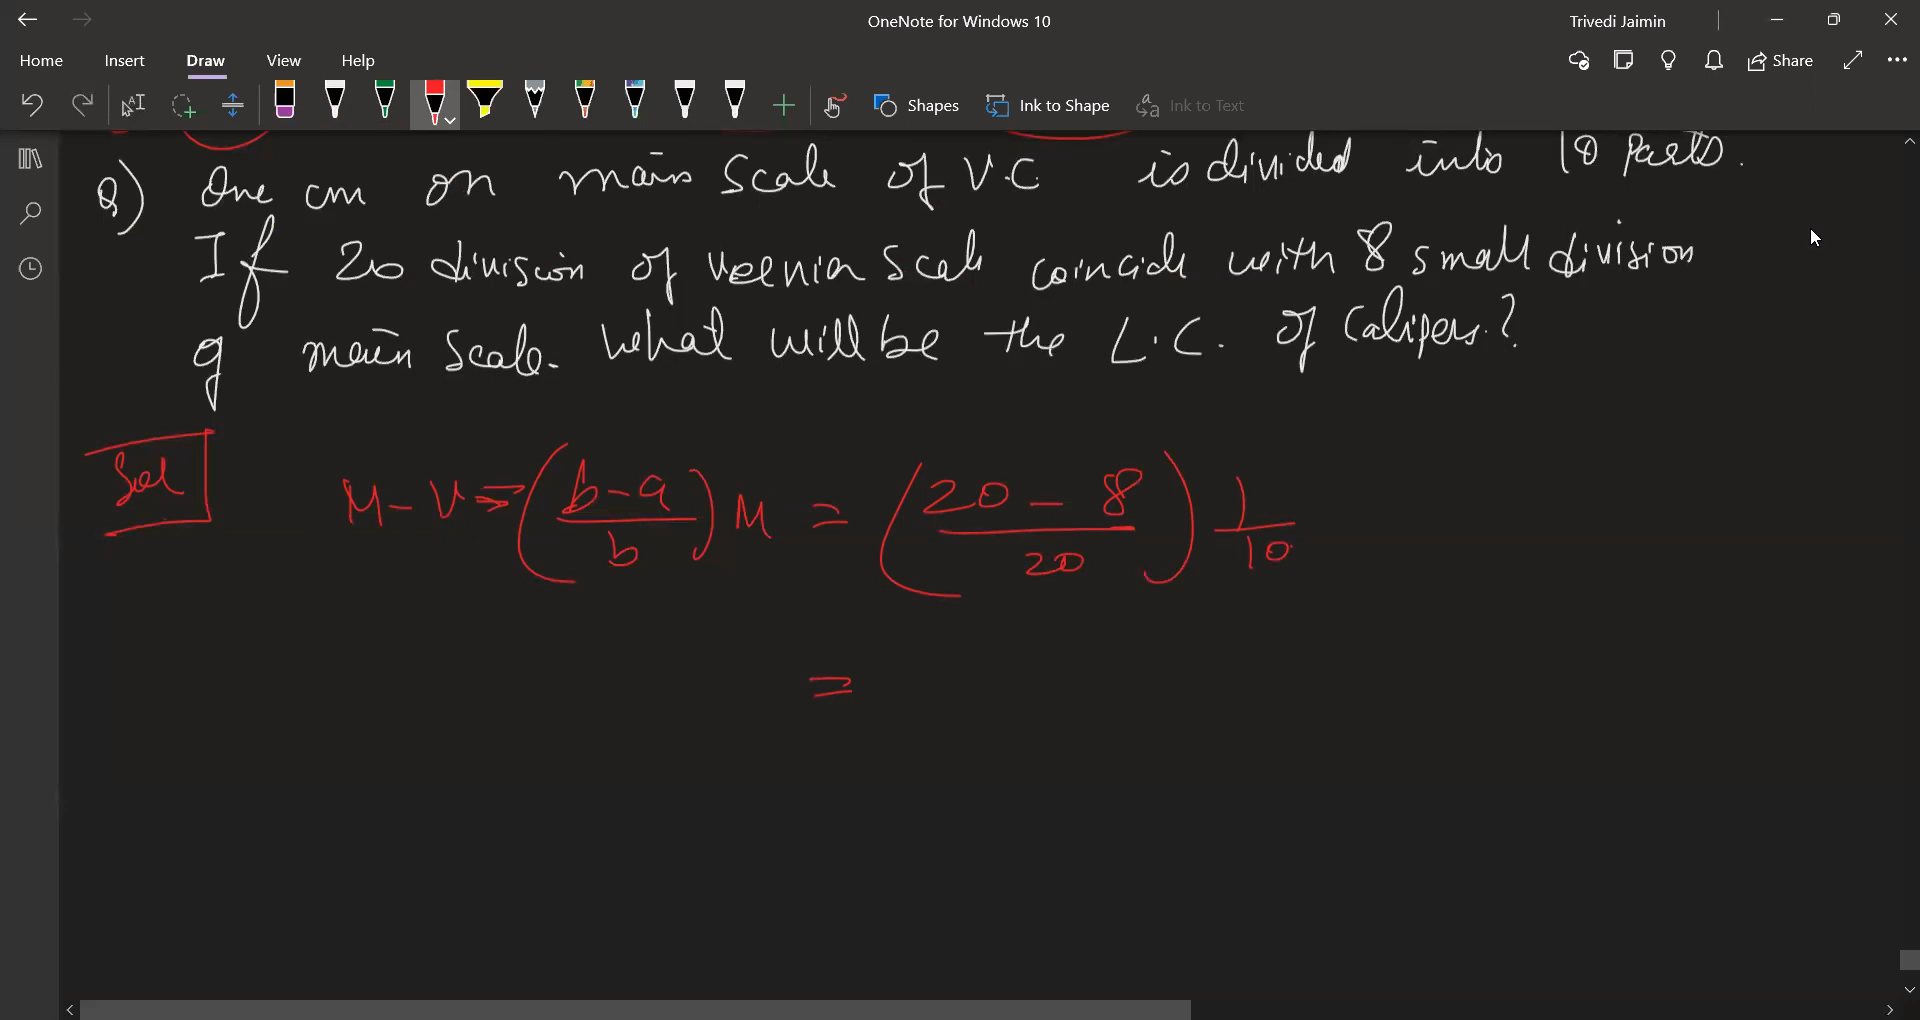 OneNote for Windows 10
Trivedi Jaimin
Home Insert Draw View Help
Share
Shapes Ink to Shape Ink to Text
Q) One cm on main scale of V.C is divided into 10 Parts.
If 20 division of vernier scale coincide with 8 small division
of main scale. what will be the L.C. of calipers?
Sol
M-V=(b-a/b)M = (20-8/20)1/10
=